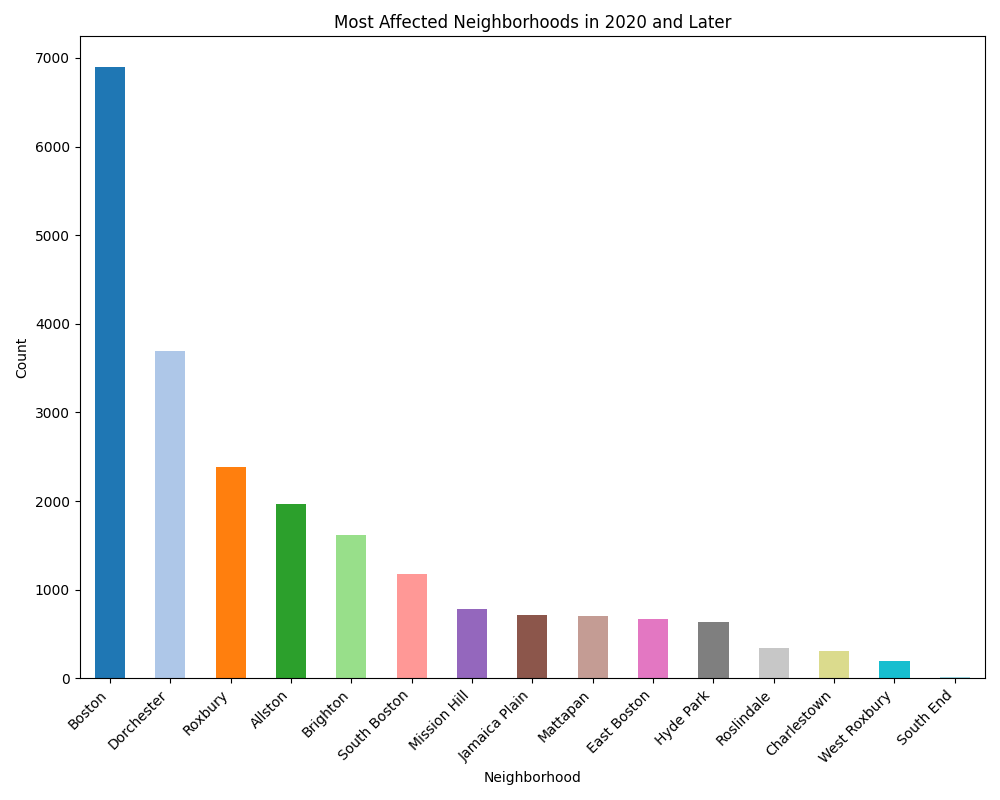 Most Affected Neighborhoods in 2020 and Later
7000
6000
5000
4000
3000
2000
1000
0
Count
Boston
Dorchester
Roxbury
Allston
Brighton
South Boston
Mission Hill
Jamaica Plain
Mattapan
East Boston
Hyde Park
Roslindale
Charlestown
West Roxbury
South End
Neighborhood